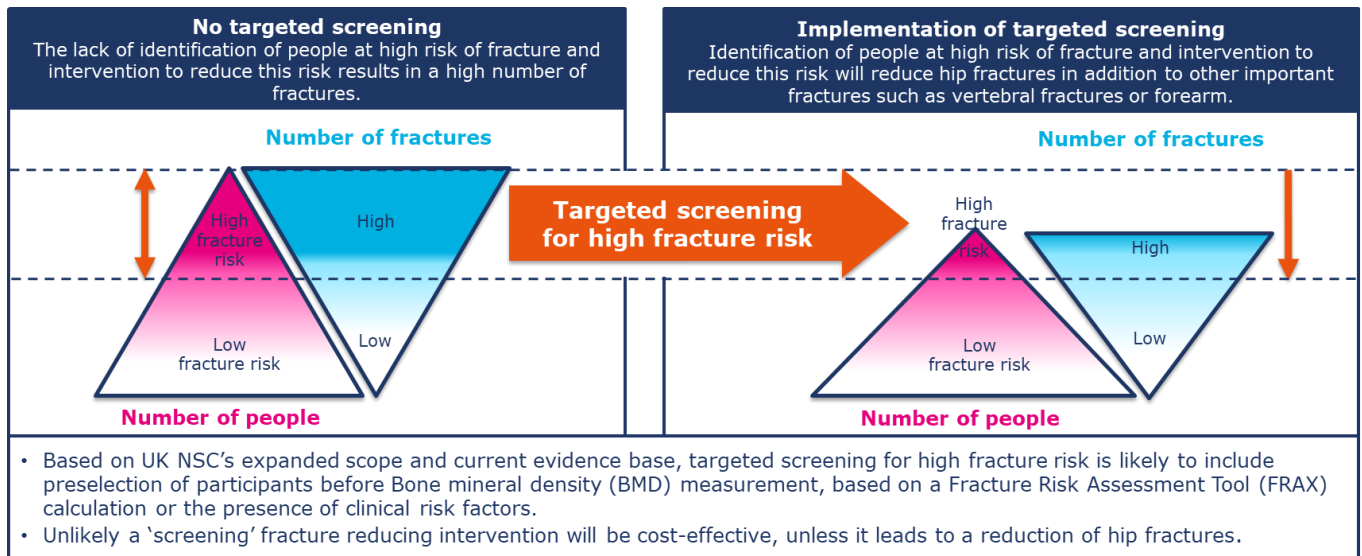 No targeted screening
The lack of identification of people at high risk of fracture and
intervention to reduce this risk results in a high number of
fractures.
Number of fractures
High
fracture
risk
High
Low
fracture risk
Low
Number of people
Targeted screening
for high fracture risk
Implementation of targeted screening
Identification of people at high risk of fracture and intervention to
reduce this risk will reduce hip fractures in addition to other important
fractures such as vertebral fractures or forearm.
Number of fractures
High
fracture
risk
High
Low
fracture risk
Low
Number of people
• Based on UK NSC’s expanded scope and current evidence base, targeted screening for high fracture risk is likely to include
preselection of participants before Bone mineral density (BMD) measurement, based on a Fracture Risk Assessment Tool (FRAX)
calculation or the presence of clinical risk factors.
• Unlikely a ‘screening’ fracture reducing intervention will be cost-effective, unless it leads to a reduction of hip fractures.